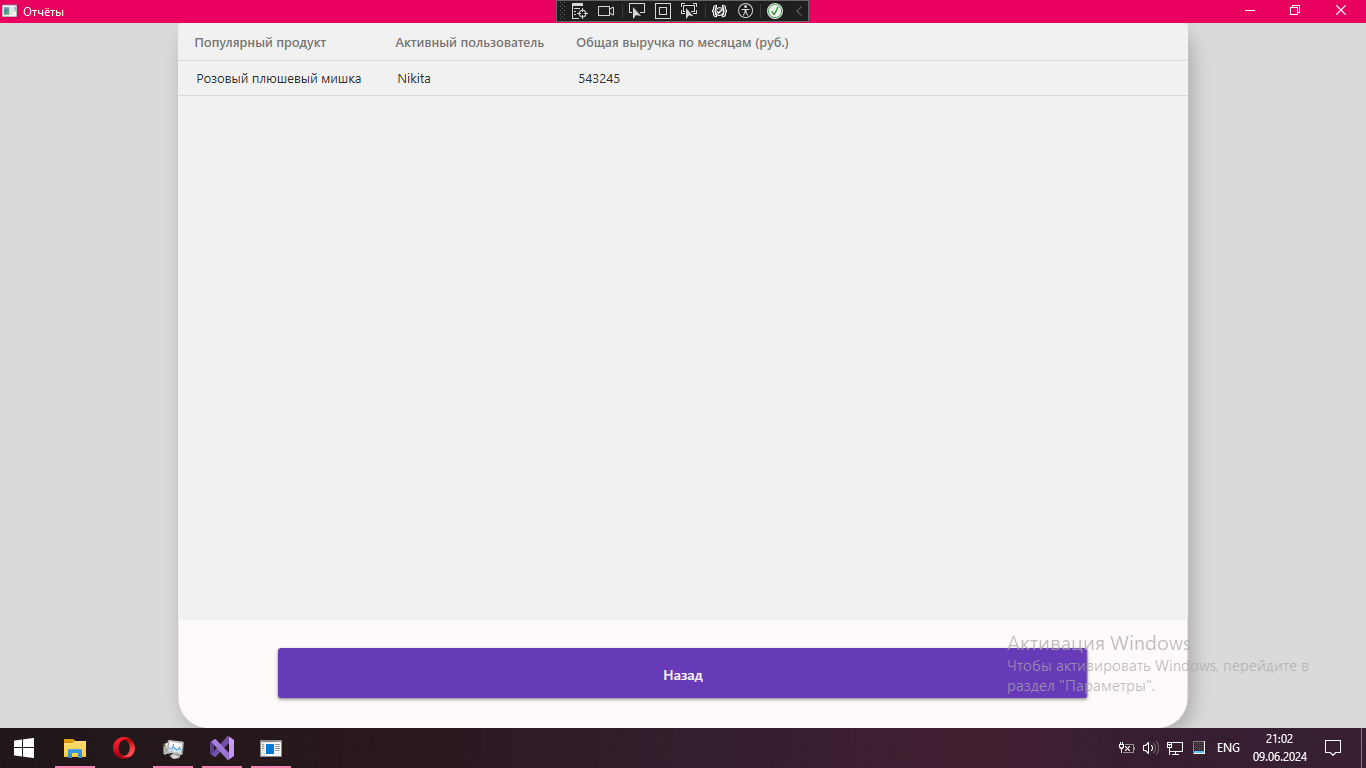 Отчёты
Популярный продукт Активный пользователь Общая выручка по месяцам (руб.)
Розовый плюшевый мишка Nikita 543245
Активация Windows
Чтобы активировать Windows, перейдите в
раздел "Параметры".
Назад
ENG
21:02
09.06.2024